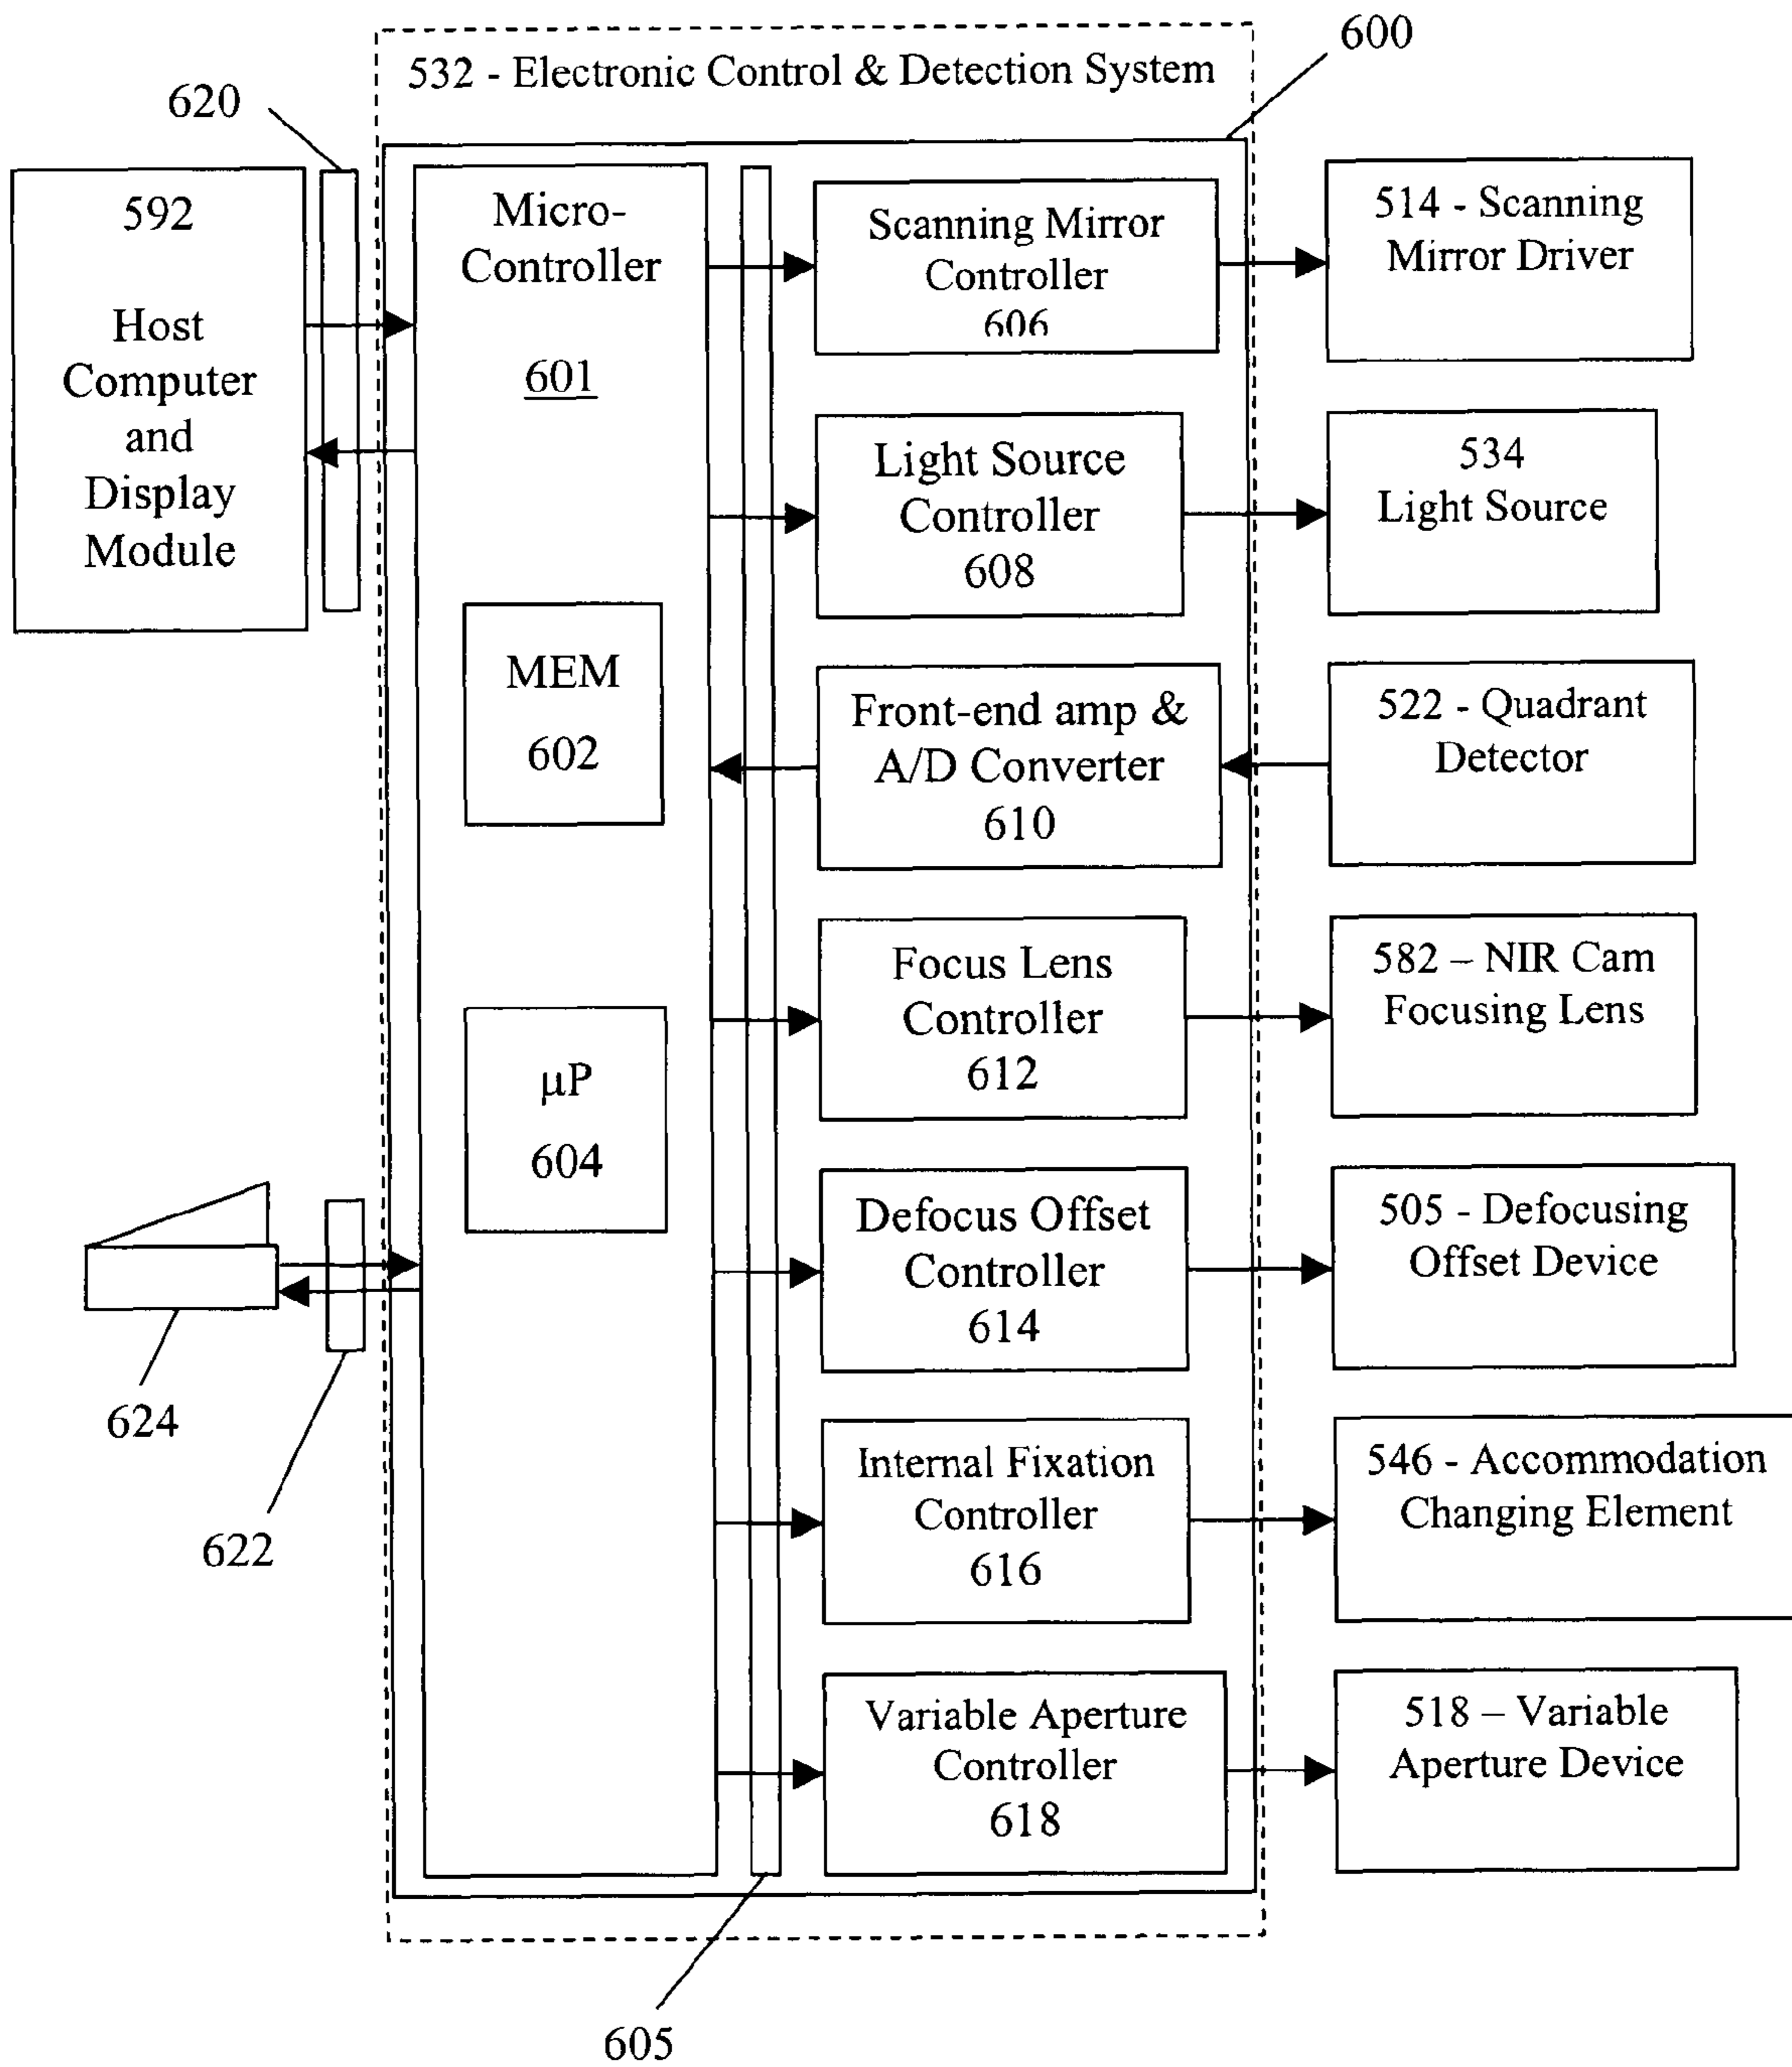 600
532 - Electronic Control & Detection System
620
592
Host
Computer
and
Display
Module
Micro-
Controller
601
MEM
602
µP
604
Scanning Mirror
Controller
606
514 - Scanning
Mirror Driver
Light Source
Controller
608
534
Light Source
Front-end amp &
A/D Converter
610
522 - Quadrant
Detector
Focus Lens
Controller
612
582 – NIR Cam
Focusing Lens
Defocus Offset
Controller
614
505 - Defocusing
Offset Device
Internal Fixation
Controller
616
546 - Accommodation
Changing Element
Variable Aperture
Controller
618
518 – Variable
Aperture Device
624
622
605